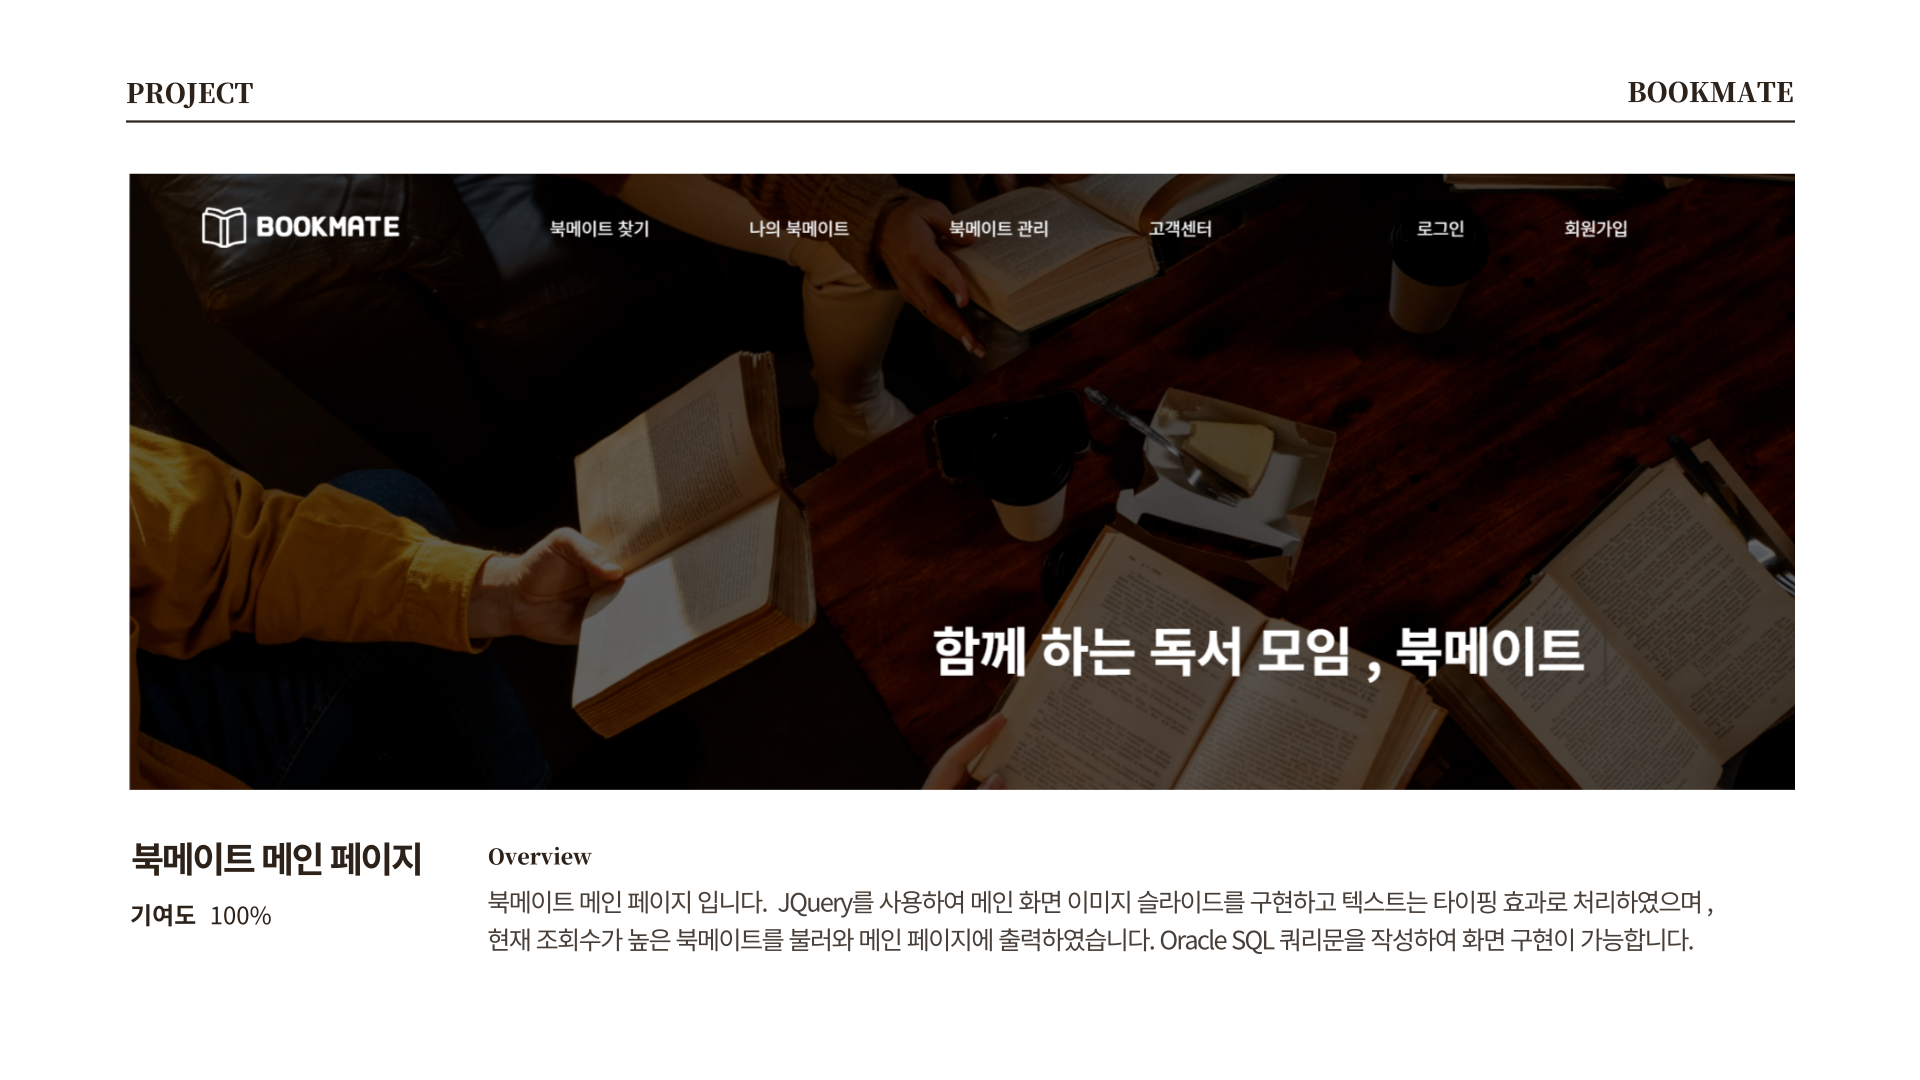 PROJECT
BOOKMATE
BOOKMATE
북메이트 찾기
나의 북메이트
북메이트 관리
고객센터
로그인
회원가입
함께 하는 독서 모임 , 북메이트
북메이트 메인 페이지
기여도 100%
Overview
북메이트 메인 페이지 입니다. JQuery를 사용하여 메인 화면 이미지 슬라이드를 구현하고 텍스트는 타이핑 효과로 처리하였으며 ,
현재 조회수가 높은 북메이트를 불러와 메인 페이지에 출력하였습니다. Oracle SQL 쿼리문을 작성하여 화면 구현이 가능합니다.